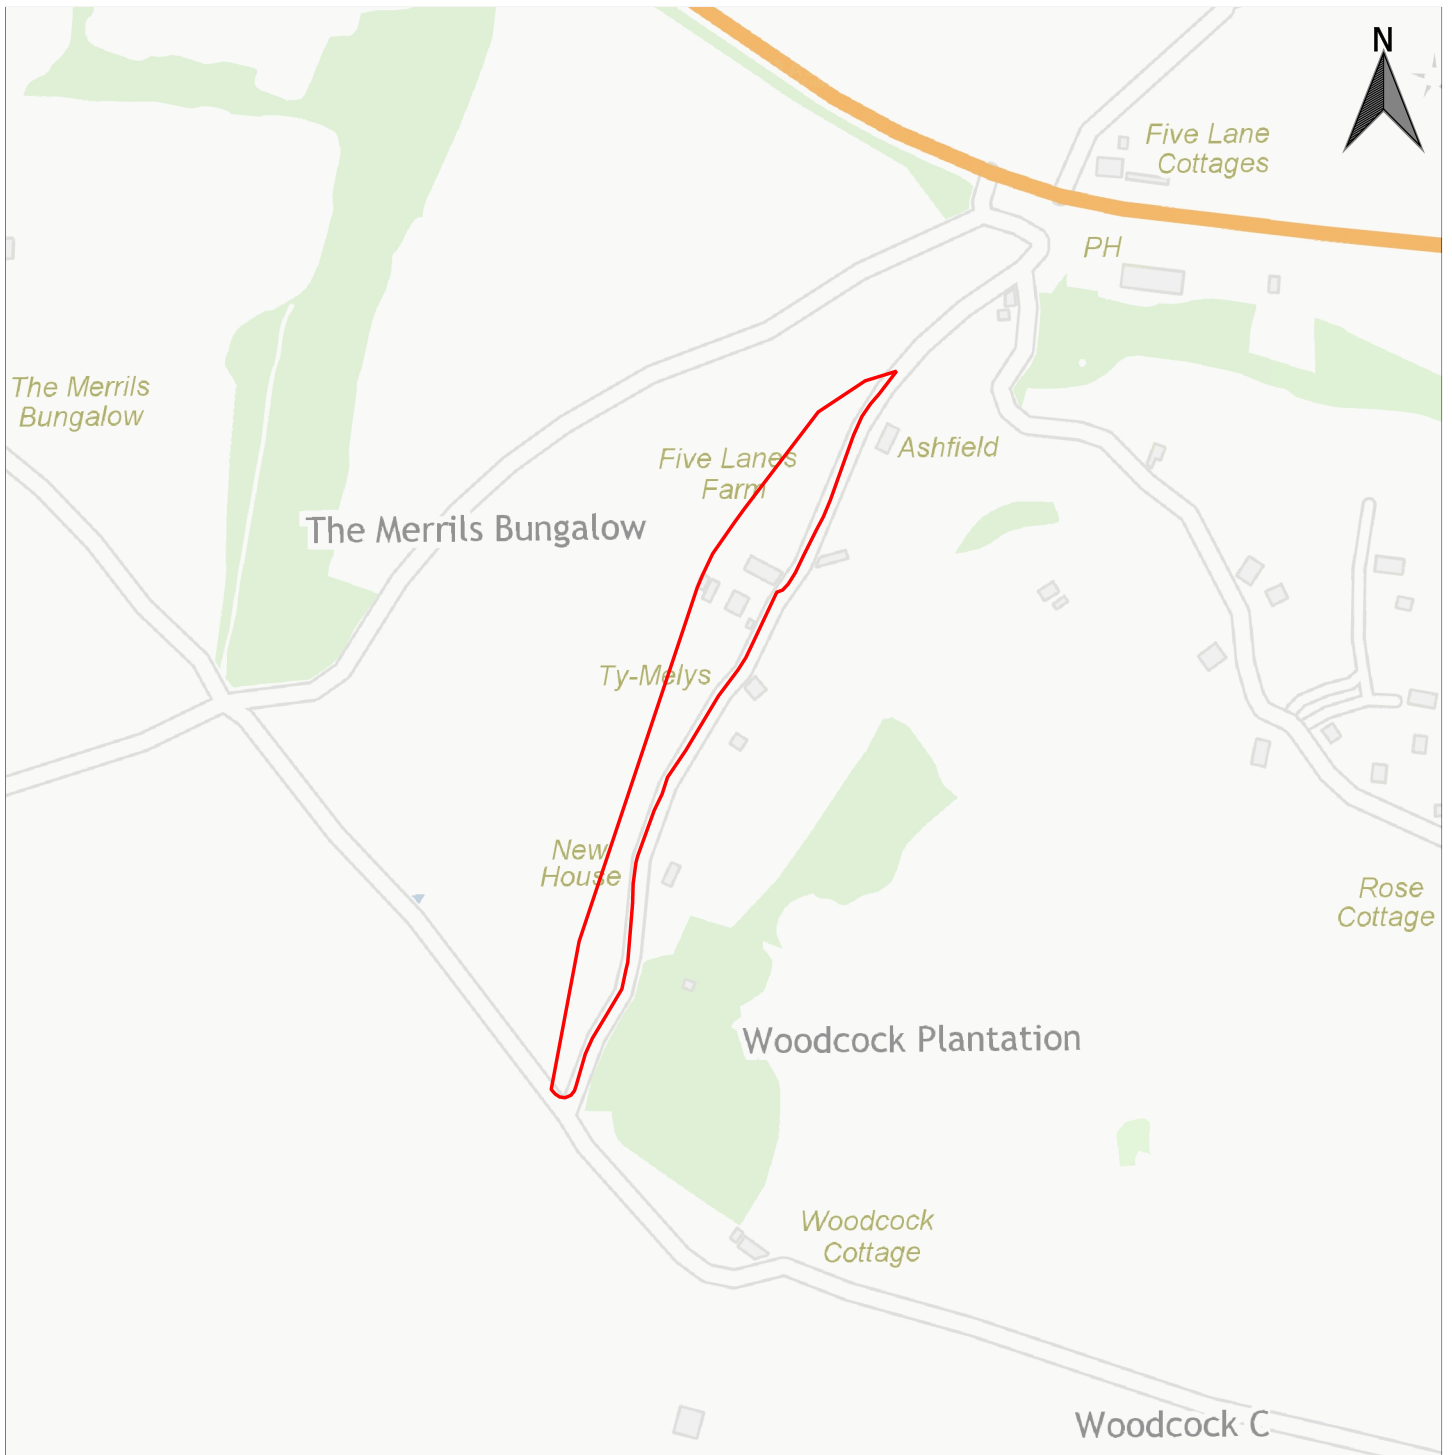 N
Five Lane
Cottages
PH
The Merrils
Bungalow
Five Lanes
Farm
Ashfield
The Merrils Bungalow
Ty-Melys
New
House
Rose
Cottage
Woodcock Plantation
Woodcock
Cottage
Woodcock C